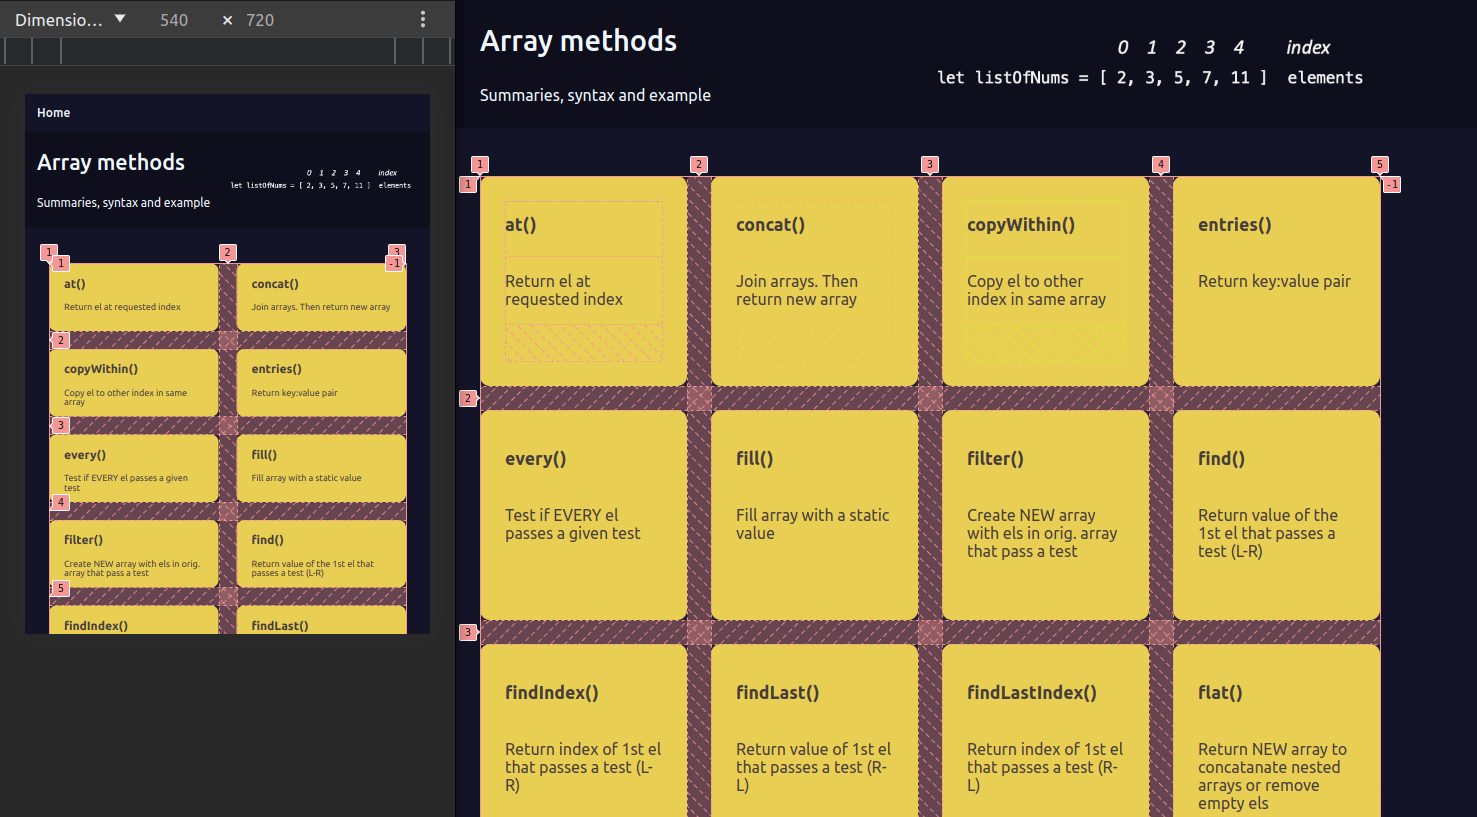 Dimensio... ▼ 540 × 720
Home
Array methods
0 1 2 3 4 index
let listOfNums = [ 2, 3, 5, 7, 11 ] elements
Summaries, syntax and example
1 2 3
1 -1
at() concat()
Return el at requested index Join arrays. Then return new array
2
copyWithin() entries()
Copy el to other index in same Return key:value pair
array
3
every() fill()
Test if EVERY el passes a given Fill array with a static value
test
4
filter() find()
Create NEW array with els in orig. Return value of the 1st el that
array that pass a test passes a test (L-R)
5
findIndex() findLast()
Array methods
0 1 2 3 4 index
let listOfNums = [ 2, 3, 5, 7, 11 ] elements
Summaries, syntax and example
1 2 3 4 5
1 -1
at() concat() copyWithin() entries()
Return el at Join arrays. Then Copy el to other Return key:value pair
requested index return new array index in same array
2
every() fill() filter() find()
Test if EVERY el Fill array with a static Create NEW array Return value of the
passes a given test value with els in orig. array 1st el that passes a
that pass a test test (L-R)
3
findIndex() findLast() findLastIndex() flat()
Return index of 1st el Return value of 1st el Return index of 1st el Return NEW array to
that passes a test (L- that passes a test (R- that passes a test (R- concatanate nested
R) L) L) arrays or remove
empty els